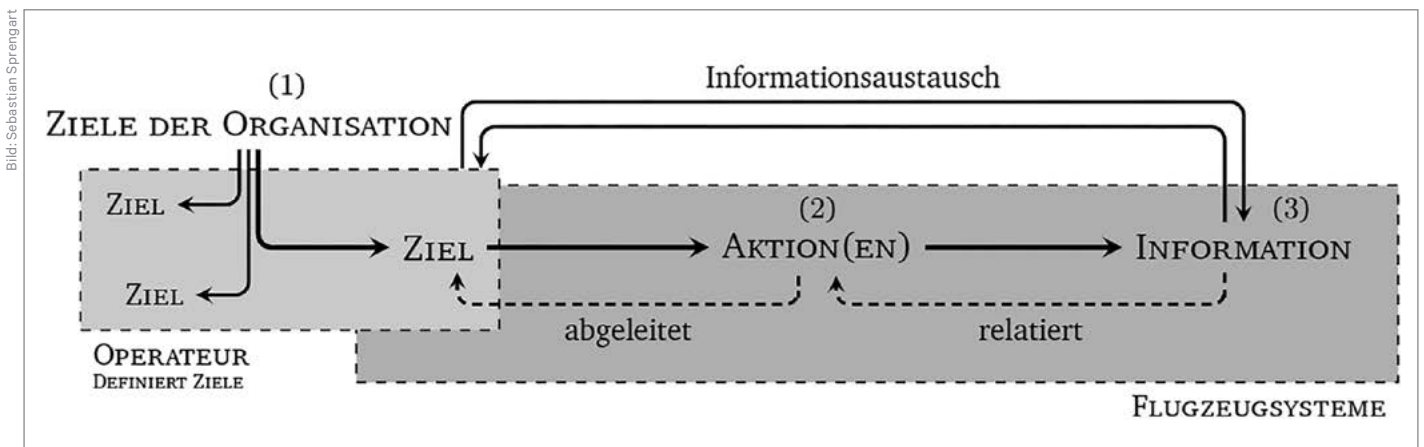 Bild: Sebastian Sprengart
(1)
Ziele der Organisation
Informationsaustausch
Ziel
Ziel
Ziel
(2)
Aktion(en)
(3)
Information
abgeleitet
relatiert
Operateur
Definiert Ziele
Flugzeugsysteme